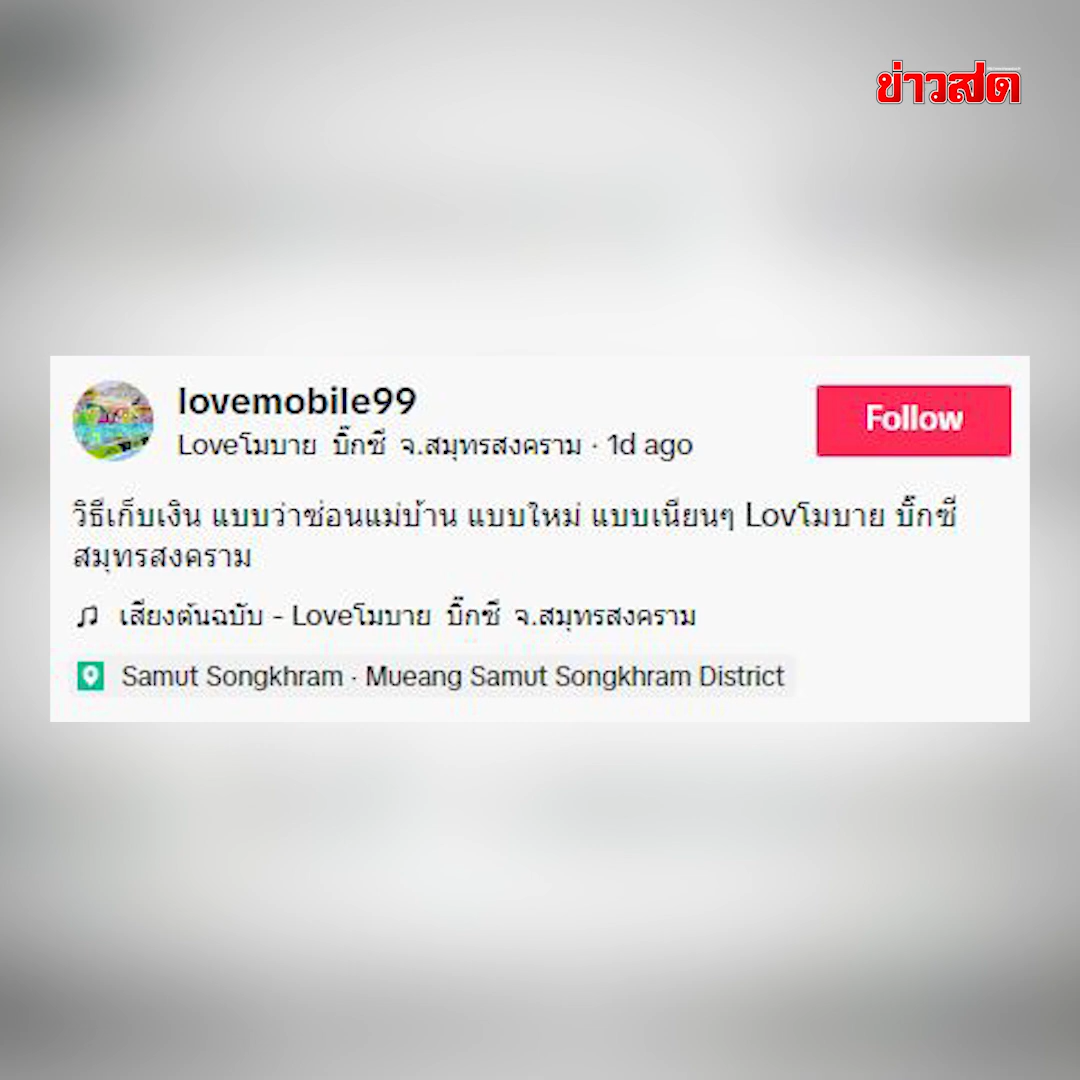 ข่าวสด
lovemobile99
Loveโมบาย บิ๊กซี จ.สมุทรสงคราม · 1d ago
Follow
วิธีเก็บเงิน แบบว่าซ่อนแม่บ้าน แบบใหม่ แบบเนียนๆ Lovโมบาย บิ๊กซี
สมุทรสงคราม
เสียงต้นฉบับ - Loveโมบาย บิ๊กซี จ.สมุทรสงคราม
Samut Songkhram · Mueang Samut Songkhram District